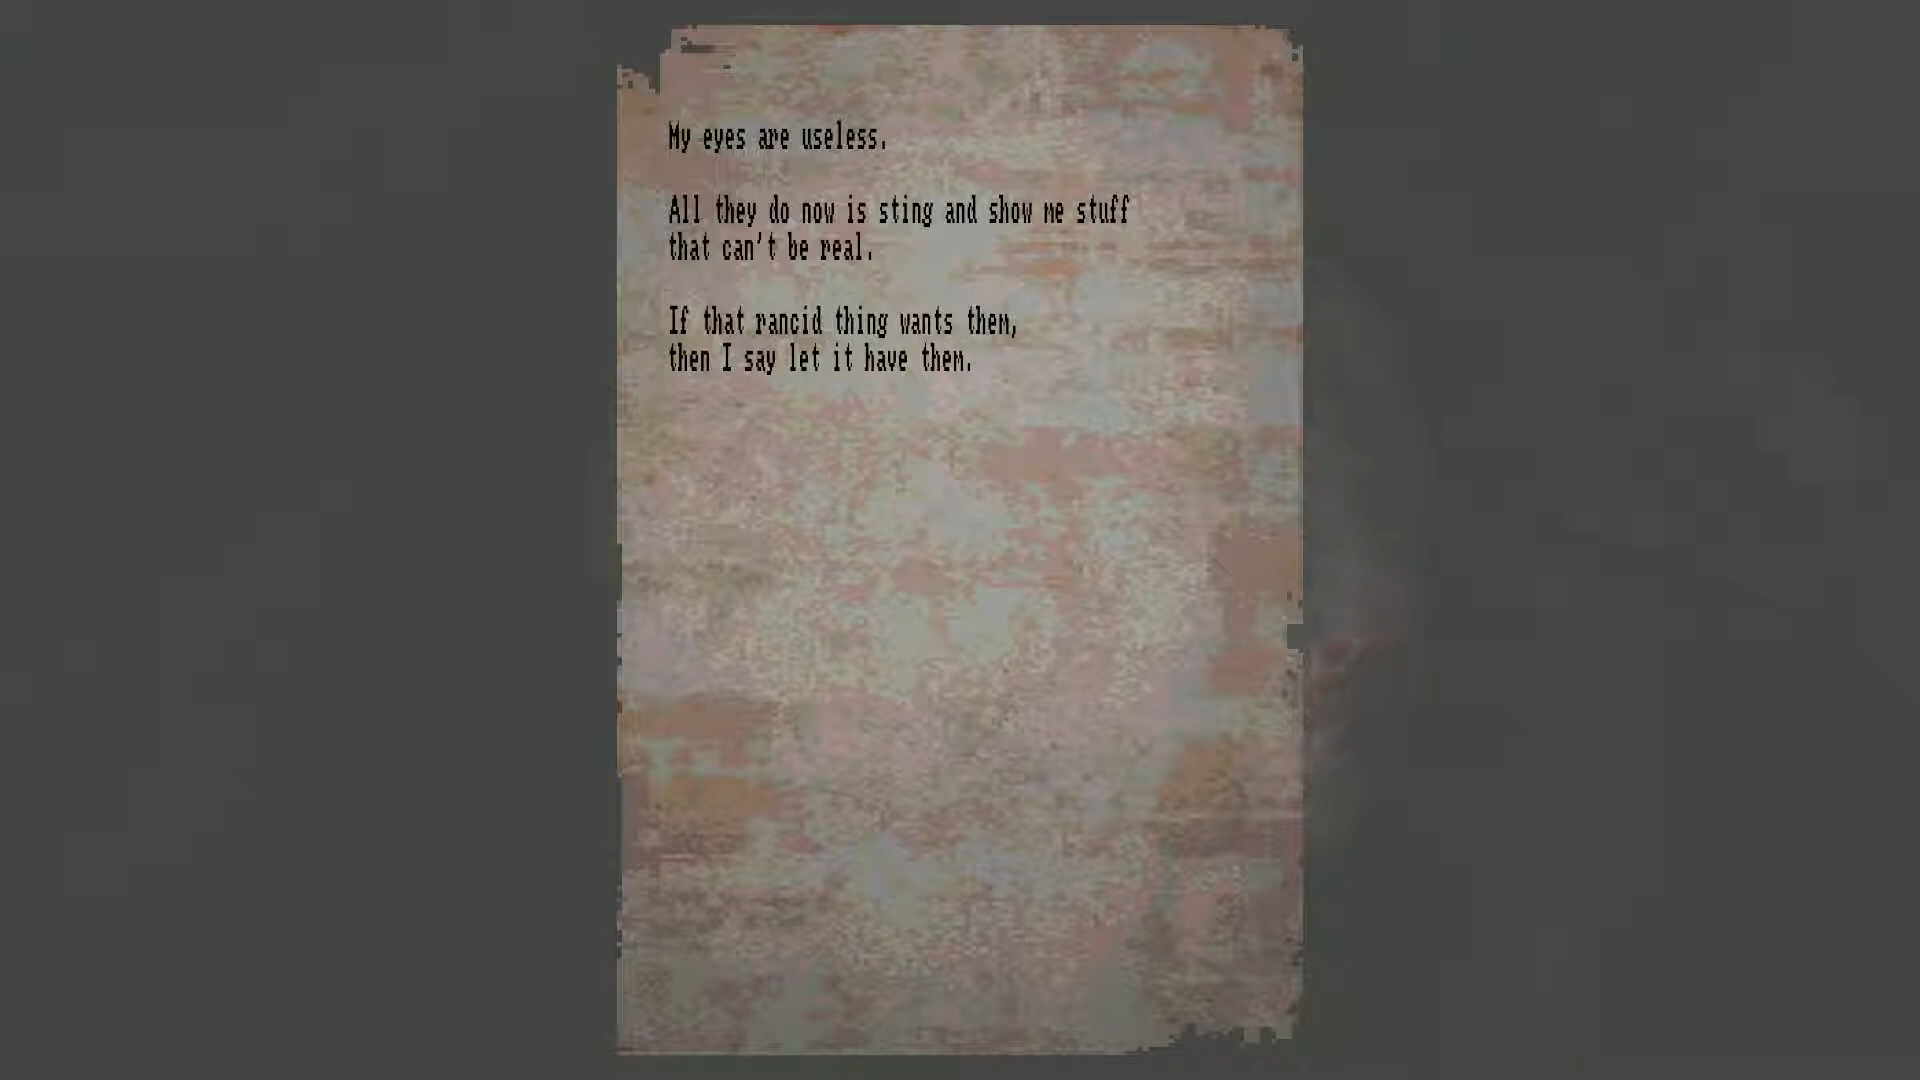 My eyes are useless.
All they do now is sting and show me stuff
that can't be real.
If that rancid thing wants them,
then I say let it have them.